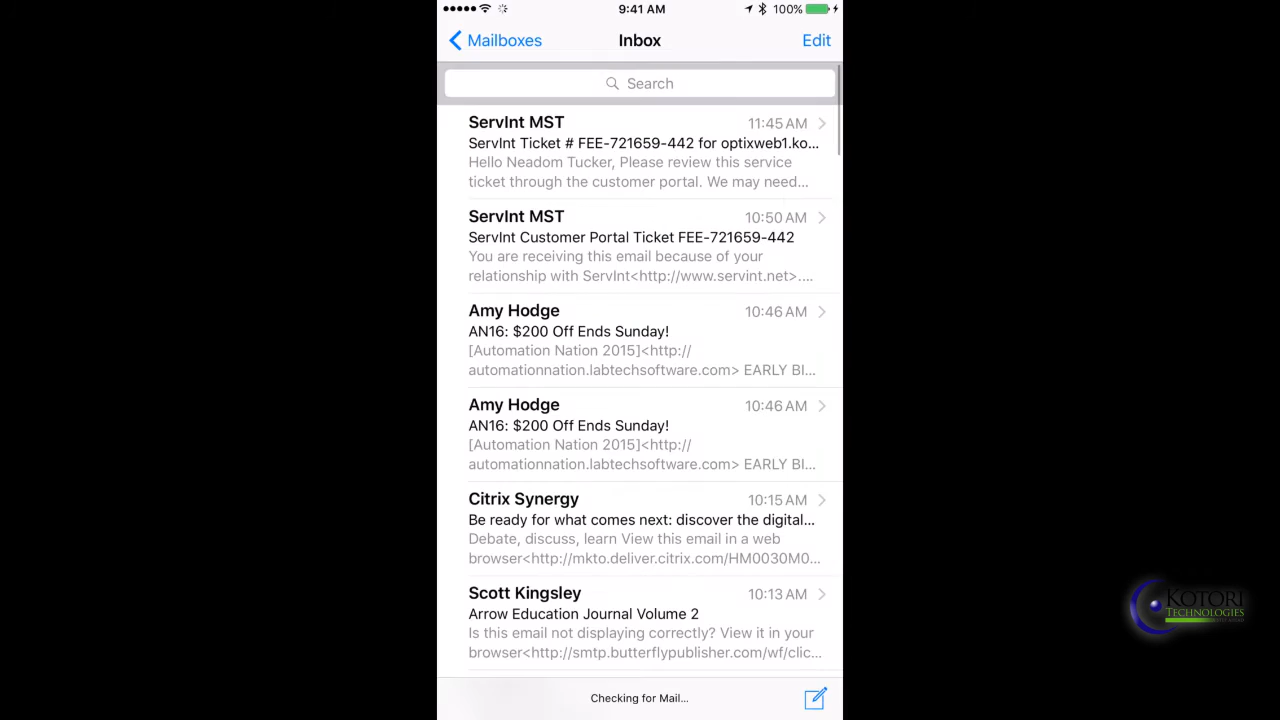 9:41 AM
100%
Mailboxes
Inbox
Edit
Search
ServInt MST
11:45 AM
ServInt Ticket # FEE-721659-442 for optixweb1.ko...
Hello Neadom Tucker, Please review this service
ticket through the customer portal. We may need...
ServInt MST
10:50 AM
ServInt Customer Portal Ticket FEE-721659-442
You are receiving this email because of your
relationship with ServInt<http://www.servint.net>....
Amy Hodge
10:46 AM
AN16: $200 Off Ends Sunday!
[Automation Nation 2015]<http://
automationnation.labtechsoftware.com> EARLY BI...
Amy Hodge
10:46 AM
AN16: $200 Off Ends Sunday!
[Automation Nation 2015]<http://
automationnation.labtechsoftware.com> EARLY BI...
Citrix Synergy
10:15 AM
Be ready for what comes next: discover the digital...
Debate, discuss, learn View this email in a web
browser<http://mkto.deliver.citrix.com/HM0030M0...
Scott Kingsley
10:13 AM
Arrow Education Journal Volume 2
Is this email not displaying correctly? View it in your
browser<http://smtp.butterflypublisher.com/wf/clic...
Checking for Mail...
KOTORI
TECHNOLOGIES